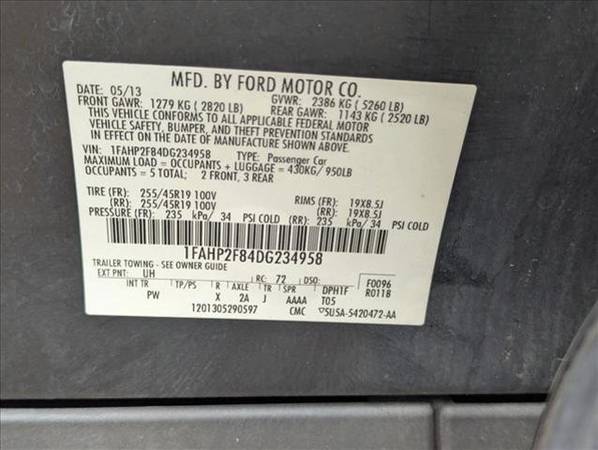 MFD. BY FORD MOTOR CO.
DATE: 05/13 GVWR: 2386 KG ( 5260 LB)
FRONT GAWR: 1279 KG ( 2820 LB) REAR GAWR: 1143 KG ( 2520 LB)
THIS VEHICLE CONFORMS TO ALL APPLICABLE FEDERAL MOTOR
VEHICLE SAFETY, BUMPER, AND THEFT PREVENTION STANDARDS
IN EFFECT ON THE DATE OF MANUFACTURE SHOWN ABOVE.
VIN: 1FAHP2F84DG234958 TYPE: Passenger Car
MAXIMUM LOAD = OCCUPANTS + LUGGAGE = 430KG/ 950LB
OCCUPANTS = 5 TOTAL; 2 FRONT, 3 REAR
TIRE (FR): 255/45R19 100V RIMS (FR): 19X8.5J
(RR): 255/45R19 100V (RR): 19X8.5J
PRESSURE (FR): 235 kPa/ 34 PSI COLD (RR): 235 kPa/ 34 PSI COLD
1FAHP2F84DG234958
TRAILER TOWING - SEE OWNER GUIDE
EXT PNT: UH RC: 72 DSO: F0096
R0118
INT TR TP/PS R AXLE TR SPR DPH1F
PW X 2A J AAAA T05
1201305290597 CMC ▽5USA-5420472-AA